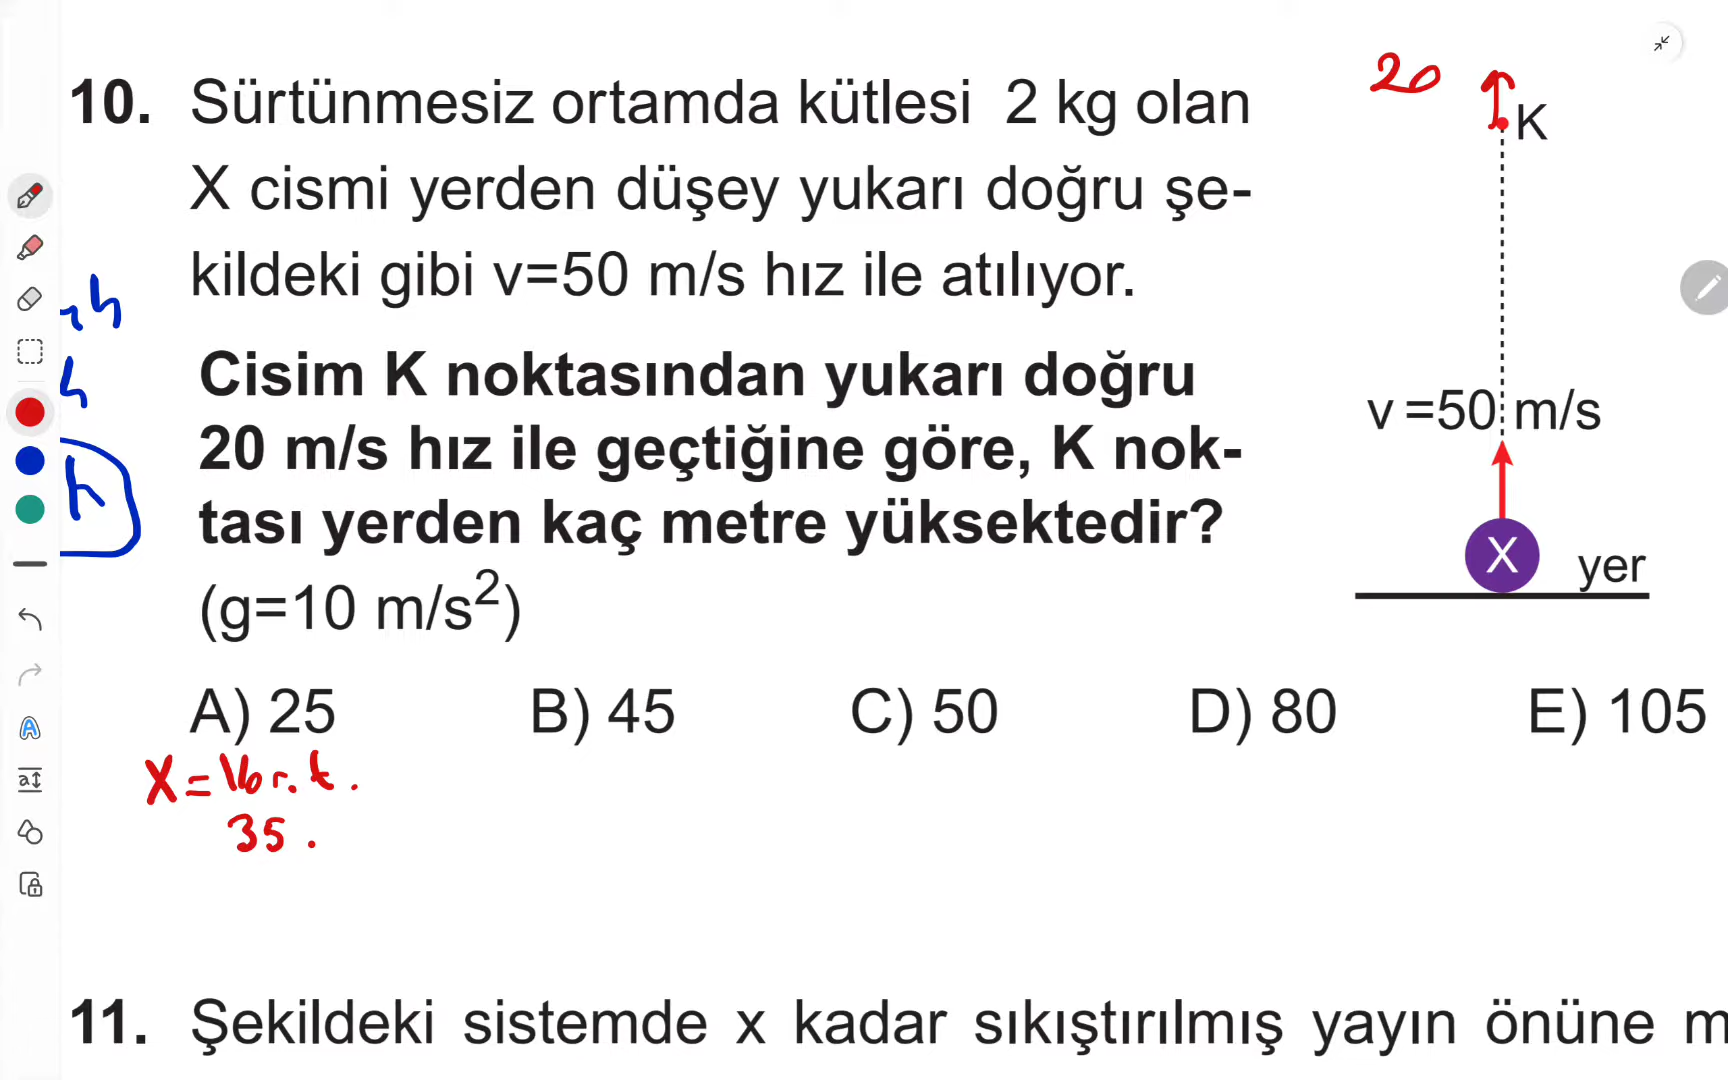 20
K
10. Sürtünmesiz ortamda kütlesi 2 kg olan
X cismi yerden düşey yukarı doğru şe-
kildeki gibi v=50 m/s hız ile atılıyor.
h
h
h
Cisim K noktasından yukarı doğru
20 m/s hız ile geçtiğine göre, K nok-
tası yerden kaç metre yüksektedir?
(g=10 m/s²)
v =50 m/s
X
yer
A) 25 B) 45 C) 50 D) 80 E) 105
X = V6r.t.
35 .
11. Şekildeki sistemde x kadar sıkıştırılmış yayın önüne m